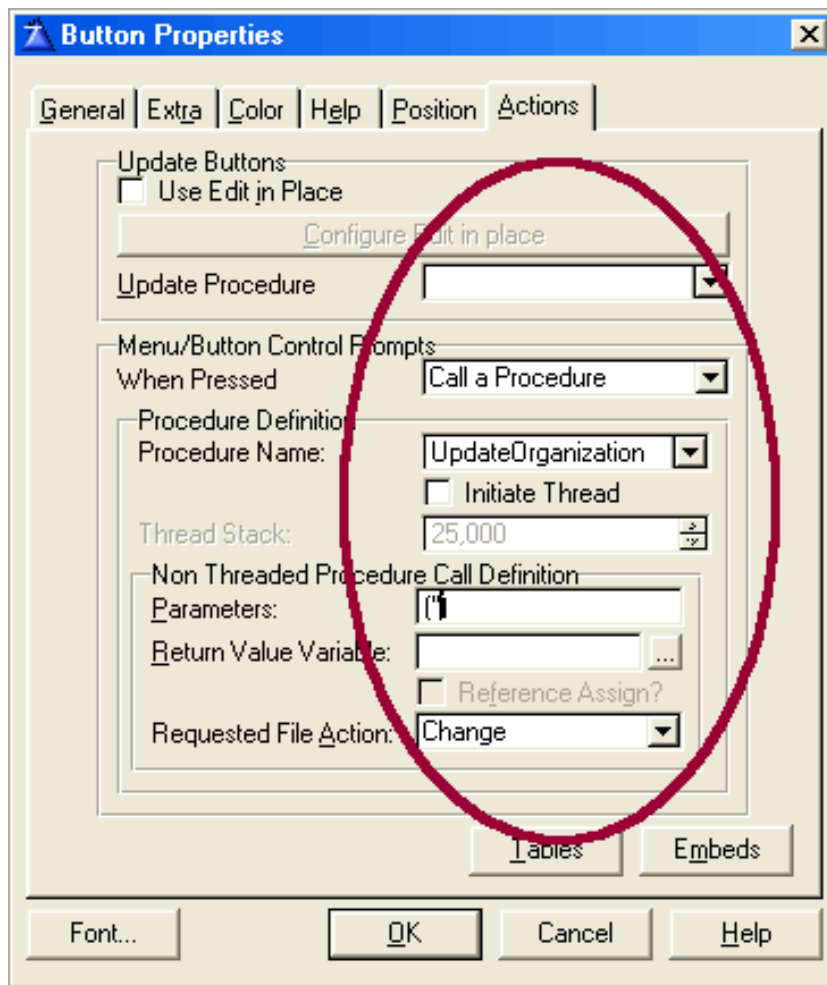 Button Properties
General Extra Color Help Position Actions
Update Buttons
Use Edit in Place
Configure Edit in place
Update Procedure
Menu/Button Control Prompts
When Pressed Call a Procedure
Procedure Definition
Procedure Name: UpdateOrganization
Initiate Thread
Thread Stack: 25,000
Non Threaded Procedure Call Definition
Parameters:
Return Value Variable: ...
Reference Assign?
Requested File Action: Change
Tables Embeds
Font... OK Cancel Help